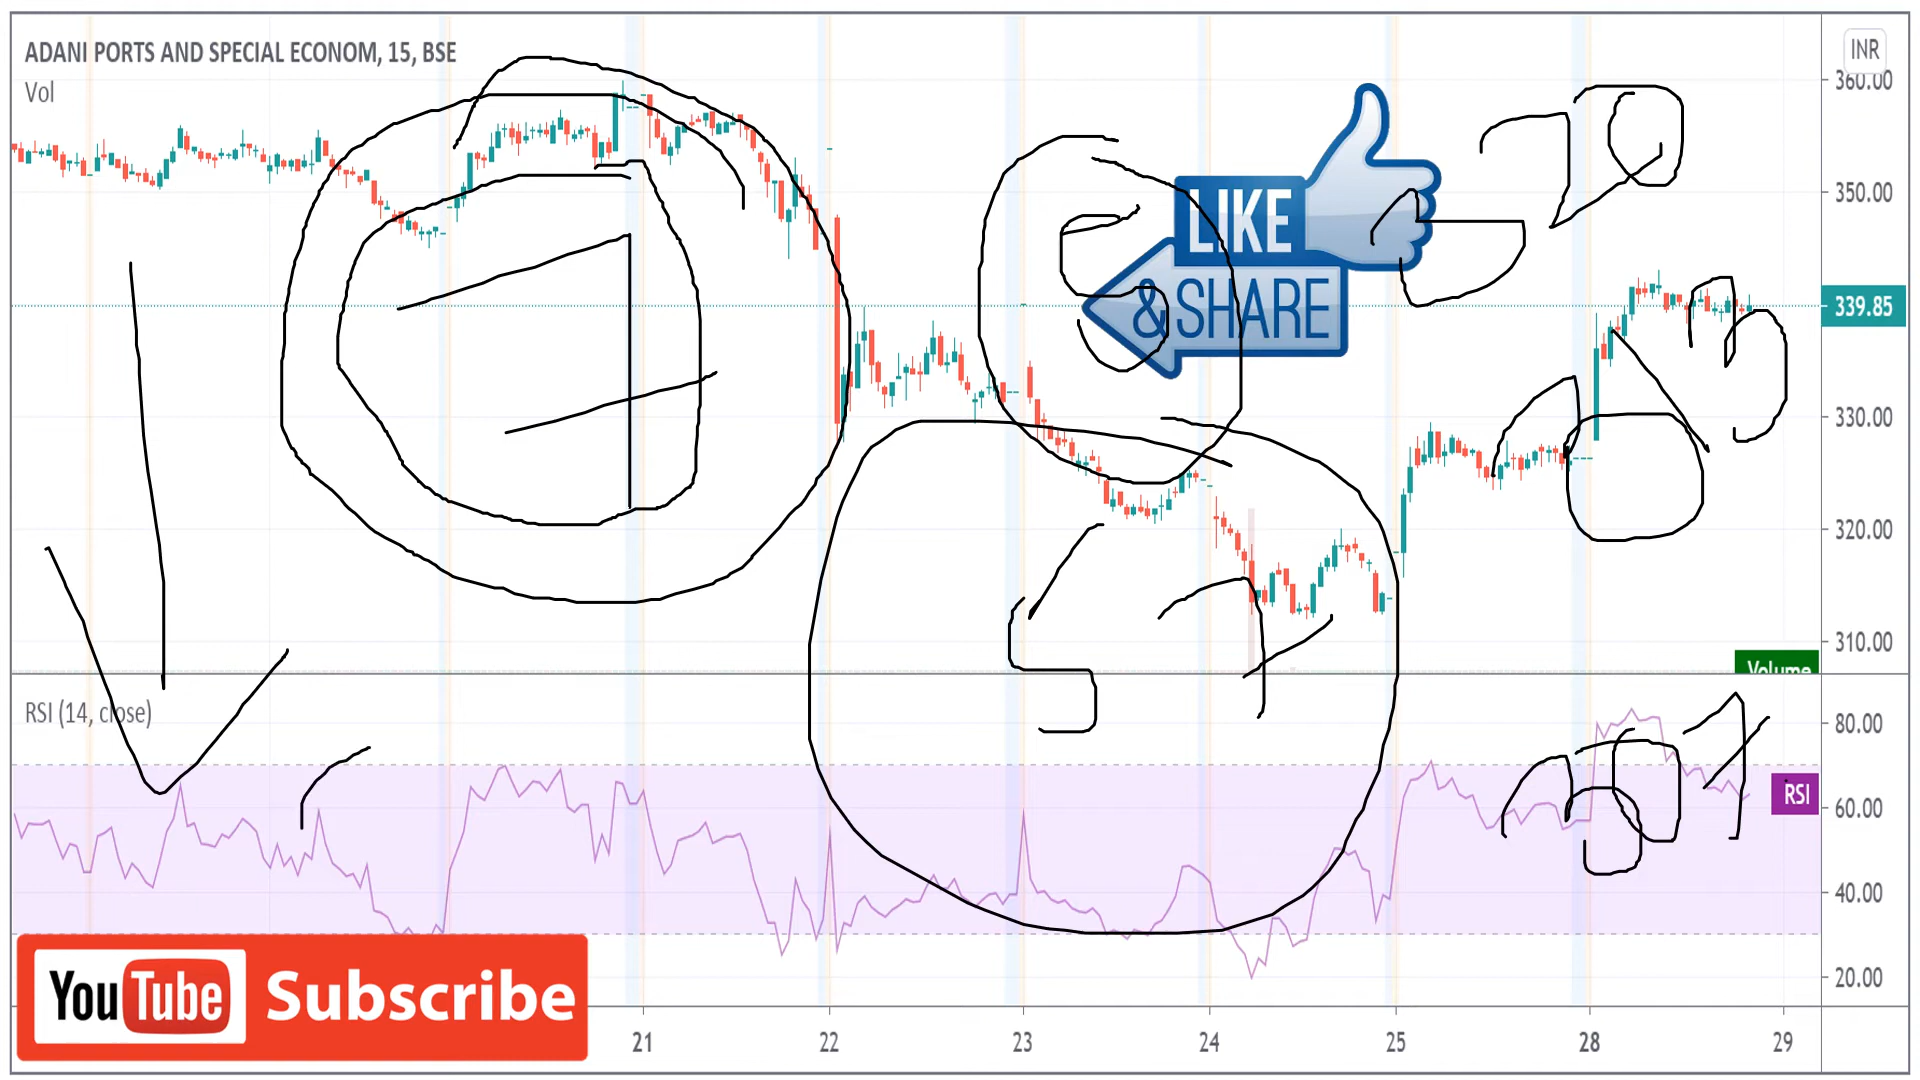 ADANI PORTS AND SPECIAL ECONOM, 15, BSE
Vol
INR
360.00
350.00
339.85
330.00
320.00
310.00
LIKE
& SHARE
Volume
RSI (14, close)
80.00
RSI
60.00
40.00
20.00
YouTube Subscribe
21 22 23 24 25 28 29